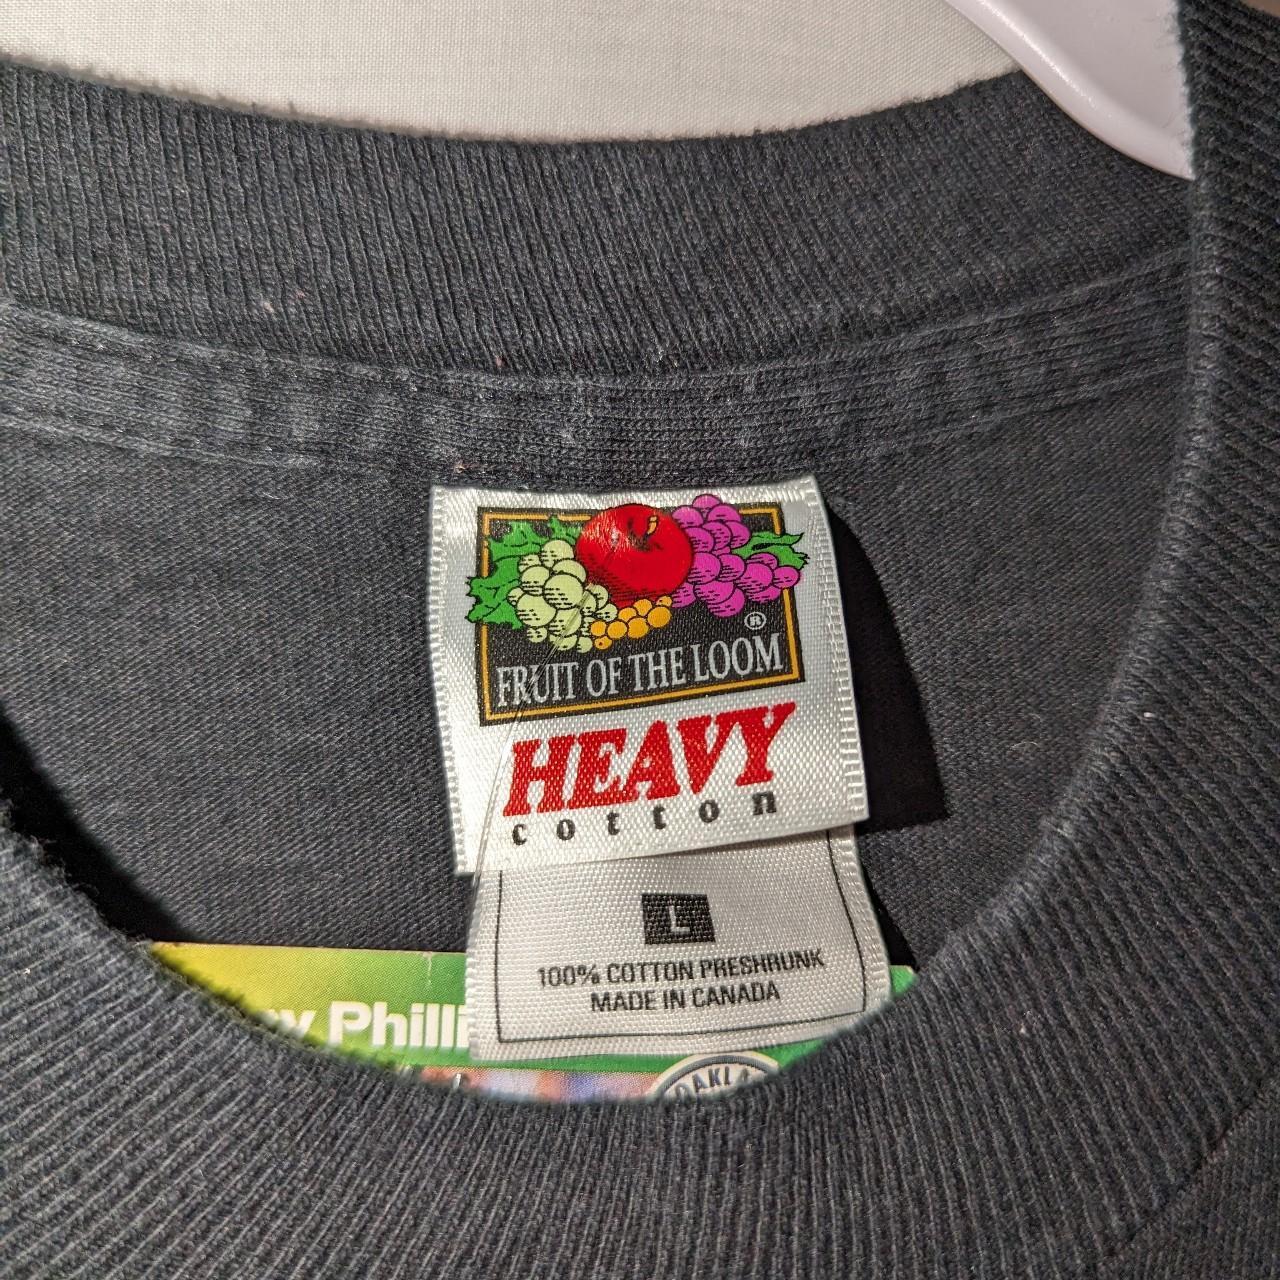 ®
FRUIT OF THE LOOM
HEAVY
cotton
L
100% COTTON PRESHRUNK
MADE IN CANADA